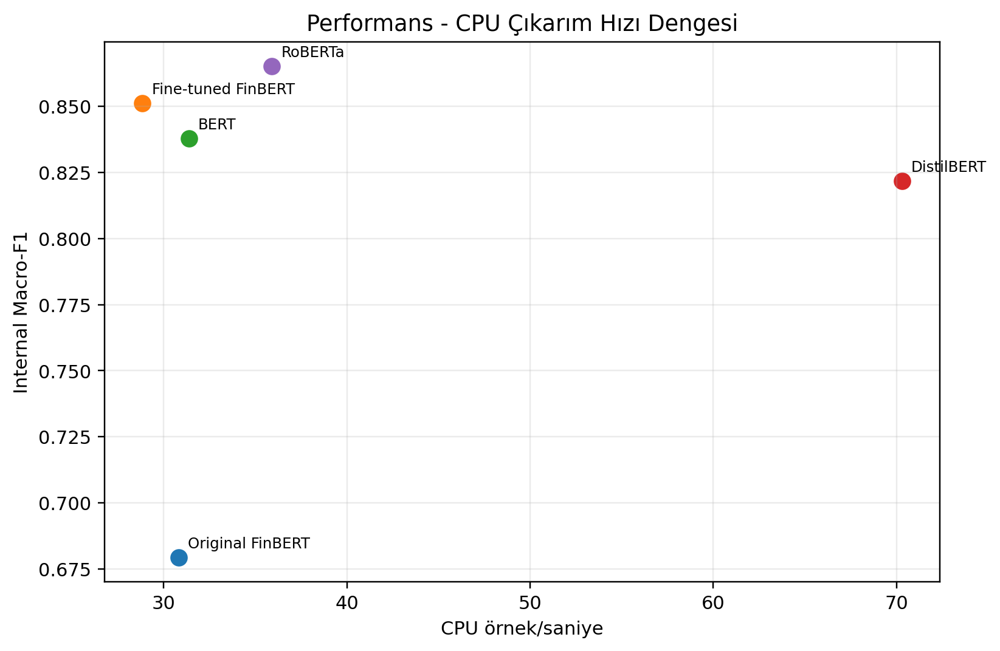 Performans - CPU Çıkarım Hızı Dengesi
RoBERTa
Fine-tuned FinBERT
BERT
DistilBERT
Original FinBERT
Internal Macro-F1
0.850
0.825
0.800
0.775
0.750
0.725
0.700
0.675
30 40 50 60 70
CPU örnek/saniye